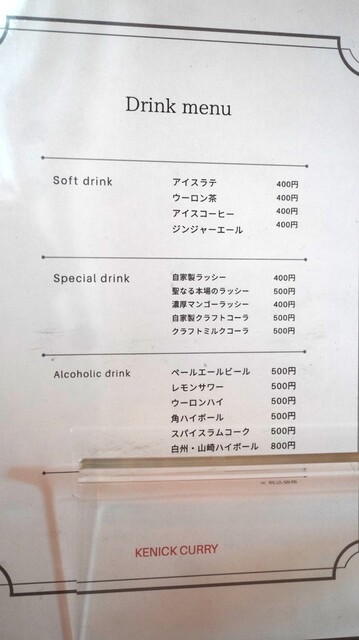 Drink menu
Soft drink
アイスラテ 400円
ウーロン茶 400円
アイスコーヒー 400円
ジンジャーエール 400円
Special drink
自家製ラッシー 400円
聖なる本場のラッシー 500円
濃厚マンゴーラッシー 400円
自家製クラフトコーラ 500円
クラフトミルクコーラ 500円
Alcoholic drink
ペールエールビール 500円
レモンサワー 500円
ウーロンハイ 500円
角ハイボール 500円
スパイスラムコーク 500円
白州・山崎ハイボール 800円
KENICK CURRY